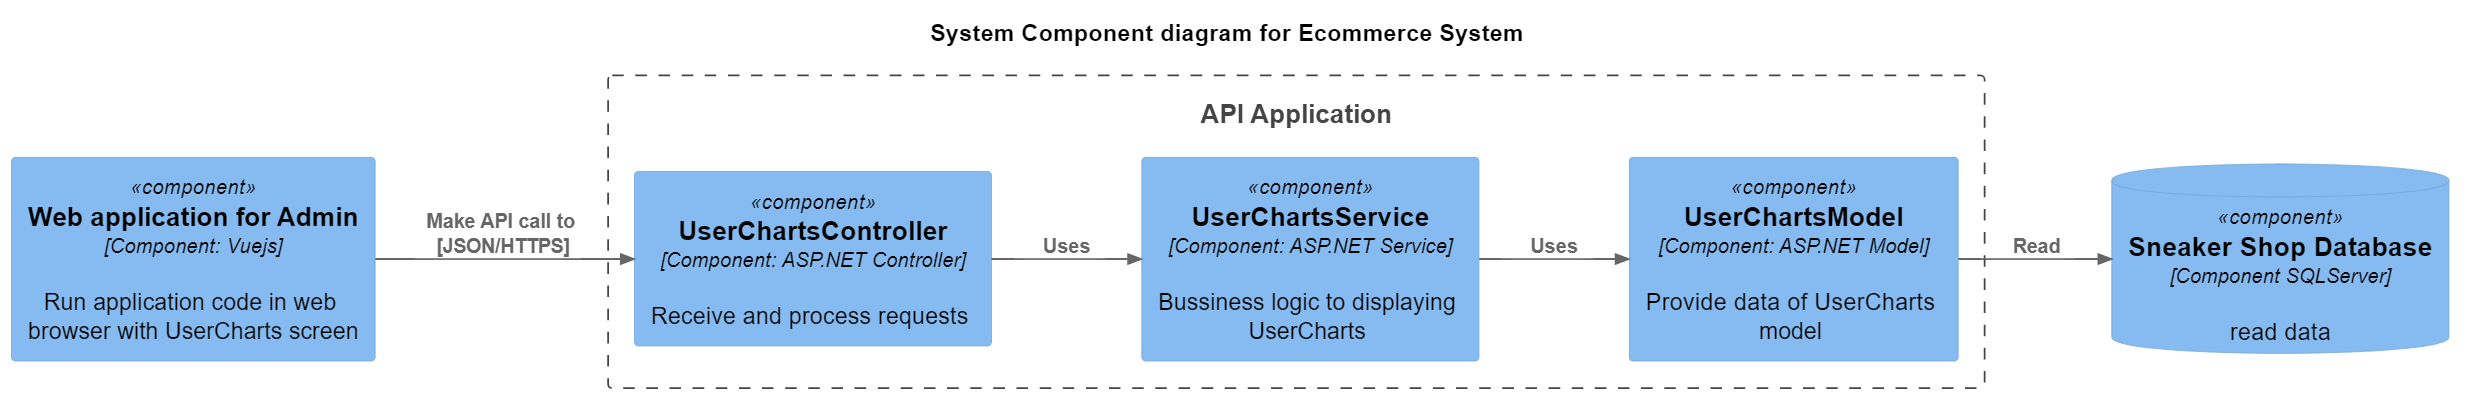 System Component diagram for Ecommerce System
API Application
«component»
Web application for Admin
[Component: Vuejs]
Run application code in web
browser with UserCharts screen
Make API call to
[JSON/HTTPS]
«component»
UserChartsController
[Component: ASP.NET Controller]
Receive and process requests
Uses
«component»
UserChartsService
[Component: ASP.NET Service]
Bussiness logic to displaying
UserCharts
Uses
«component»
UserChartsModel
[Component: ASP.NET Model]
Provide data of UserCharts
model
Read
«component»
Sneaker Shop Database
[Component SQLServer]
read data